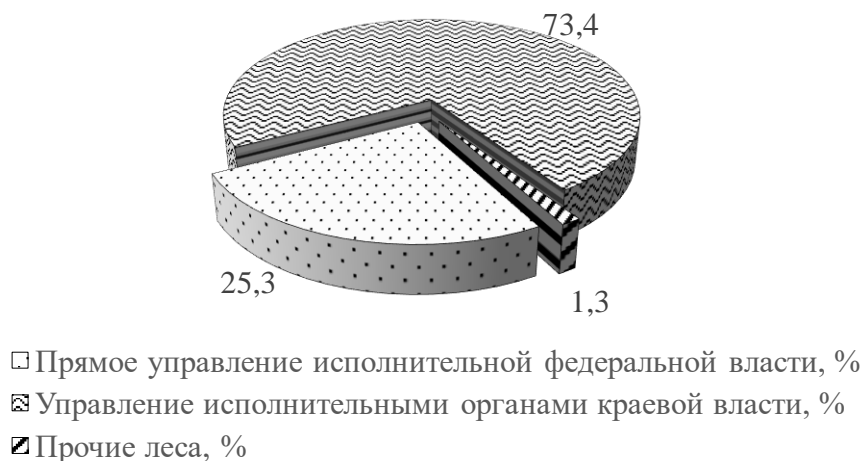 73,4
25,3
1,3
Прямое управление исполнительной федеральной власти, %
Управление исполнительными органами краевой власти, %
Прочие леса, %